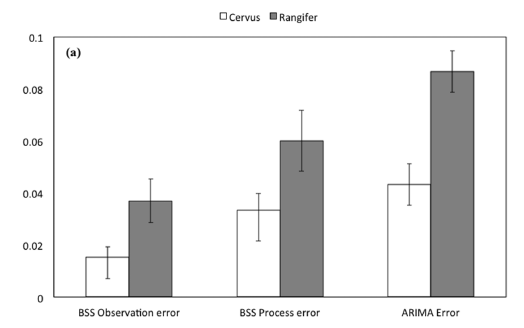 Cervus Rangifer
(a)
0.1
0.08
0.06
0.04
0.02
0
BSS Observation error BSS Process error ARIMA Error